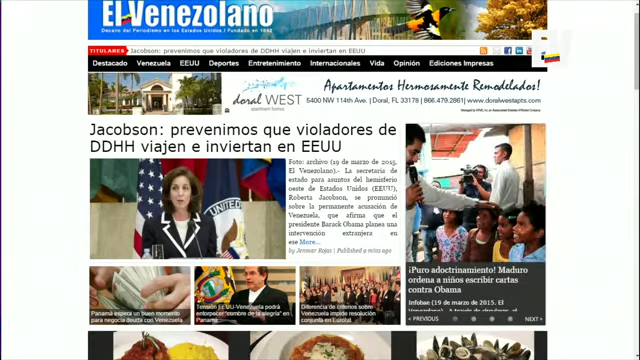 El Venezolano
Decano del Periodismo en los Estados Unidos / Fundado en 1992
TITULARES Jacobson: prevenimos que violadores de DDHH viajen e inviertan en EEUU
Destacado Venezuela EEUU Deportes Entretenimiento Internacionales Vida Opinión Ediciones Impresas
doral WEST
apartment homes
Apartamentos Hermosamente Remodelados!
5400 NW 114th Ave. | Doral, FL 33178 | 866.479.2861 | www.doralwestapts.com
Jacobson: prevenimos que violadores de
DDHH viajen e inviertan en EEUU
Foto: archivo (19 de marzo de 2015,
El Venezolano).- La secretaria de
estado para asuntos del hemisferio
oeste de Estados Unidos (EEUU),
Roberta Jacobson, se pronunció
sobre la permanente acusación de
Venezuela, que afirma que el
presidente Barack Obama planea una
intervención extranjera en
ese More...
by Jenmar Rojas | Published 9 mins ago
UNITED
¡Puro adoctrinamiento! Maduro
ordena a niños escribir cartas
contra Obama
Infobae (19 de marzo de 2015.
< PREVIOUS NEXT >
Panamá espera un buen momento
para negociar deuda con Venezuela
Tensión EEUU-Venezuela podrá
entorpecer "cumbre de la alegría" en
Panamá
Diferencia de criterios sobre
Venezuela impide resolución
conjunta en Eurolat